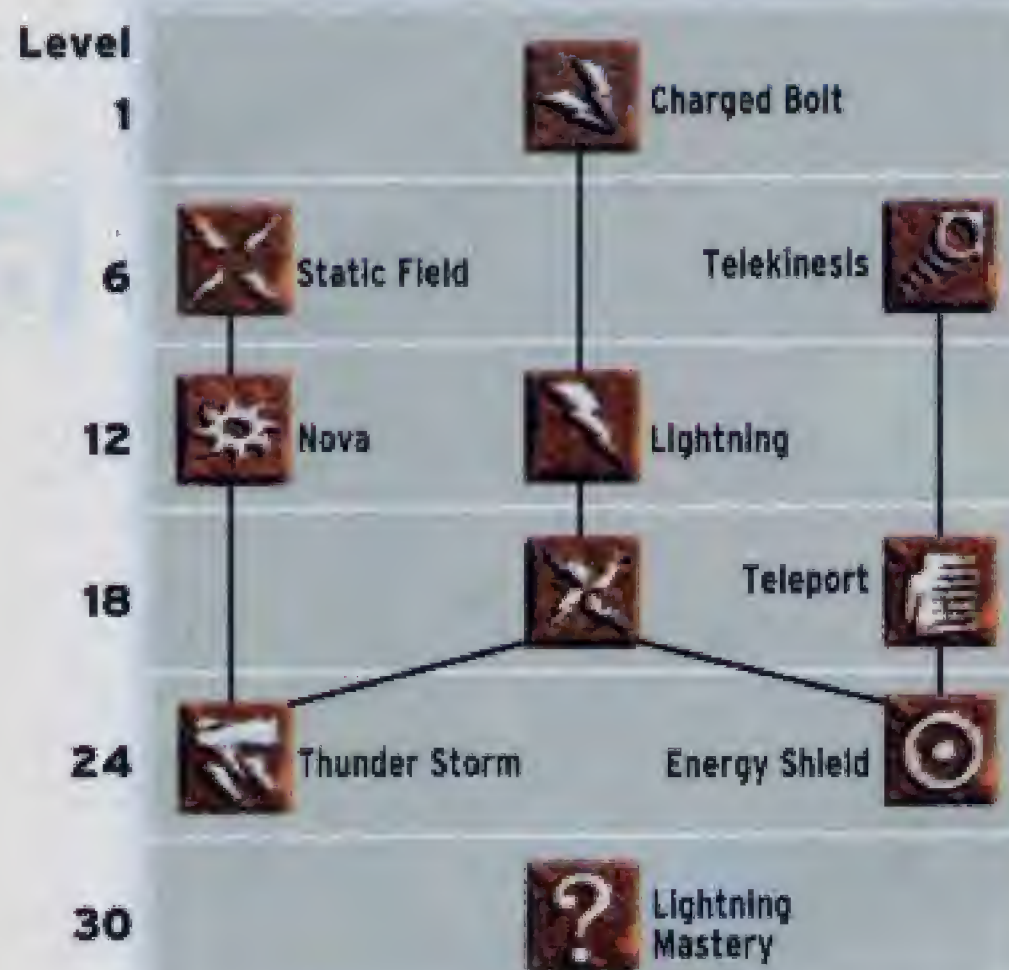 Level
1
Charged Bolt
6
Static Field
Telekinesis
12
Nova
Lightning
18
Teleport
24
Thunder Storm
Energy Shield
30
Lightning
Mastery
?